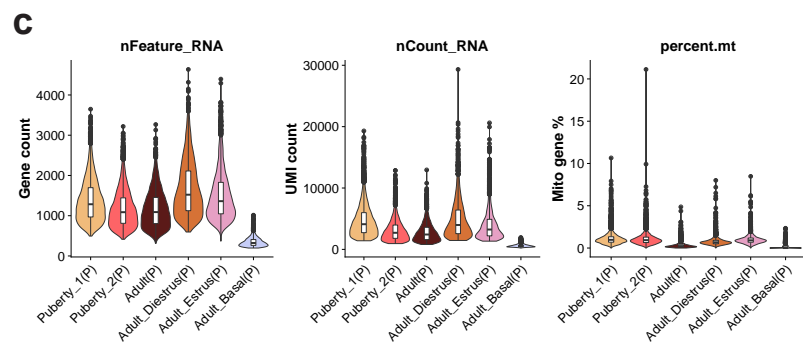 C
nFeature_RNA
Gene count
4000
3000
2000
1000
0
Puberty_1(P)
Puberty_2(P)
Adult(P)
Adult_Diestrus(P)
Adult_Estrus(P)
Adult_Basal(P)
nCount_RNA
UMI count
30000
20000
10000
0
Puberty_1(P)
Puberty_2(P)
Adult(P)
Adult_Diestrus(P)
Adult_Estrus(P)
Adult_Basal(P)
percent.mt
Mito gene %
20
15
10
5
0
Puberty_1(P)
Puberty_2(P)
Adult(P)
Adult_Diestrus(P)
Adult_Estrus(P)
Adult_Basal(P)